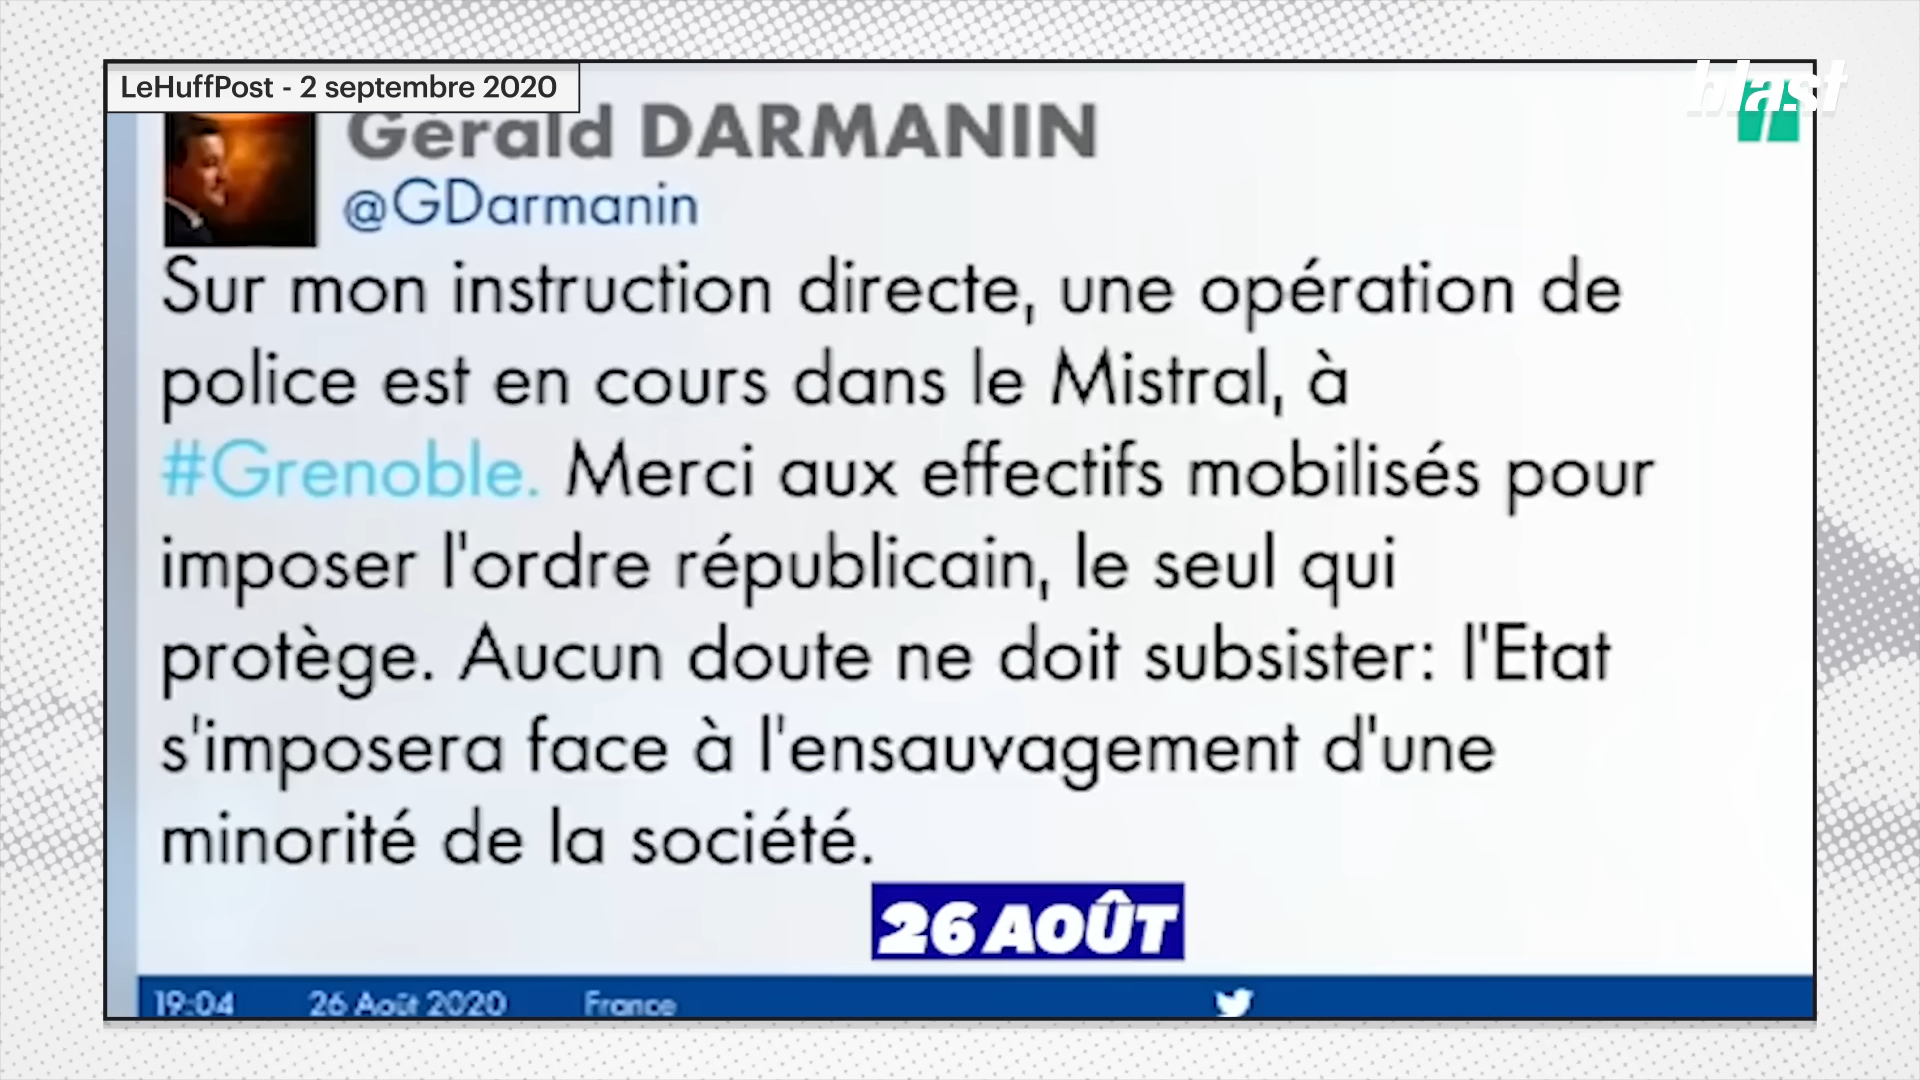 LeHuffPost - 2 septembre 2020
blast
Gérald DARMANIN
@GDarmanin
Sur mon instruction directe, une opération de
police est en cours dans le Mistral, à
#Grenoble. Merci aux effectifs mobilisés pour
imposer l'ordre républicain, le seul qui
protège. Aucun doute ne doit subsister: l'Etat
s'imposera face à l'ensauvagement d'une
minorité de la société.
26 AOÛT
19:04 26 Août 2020 France